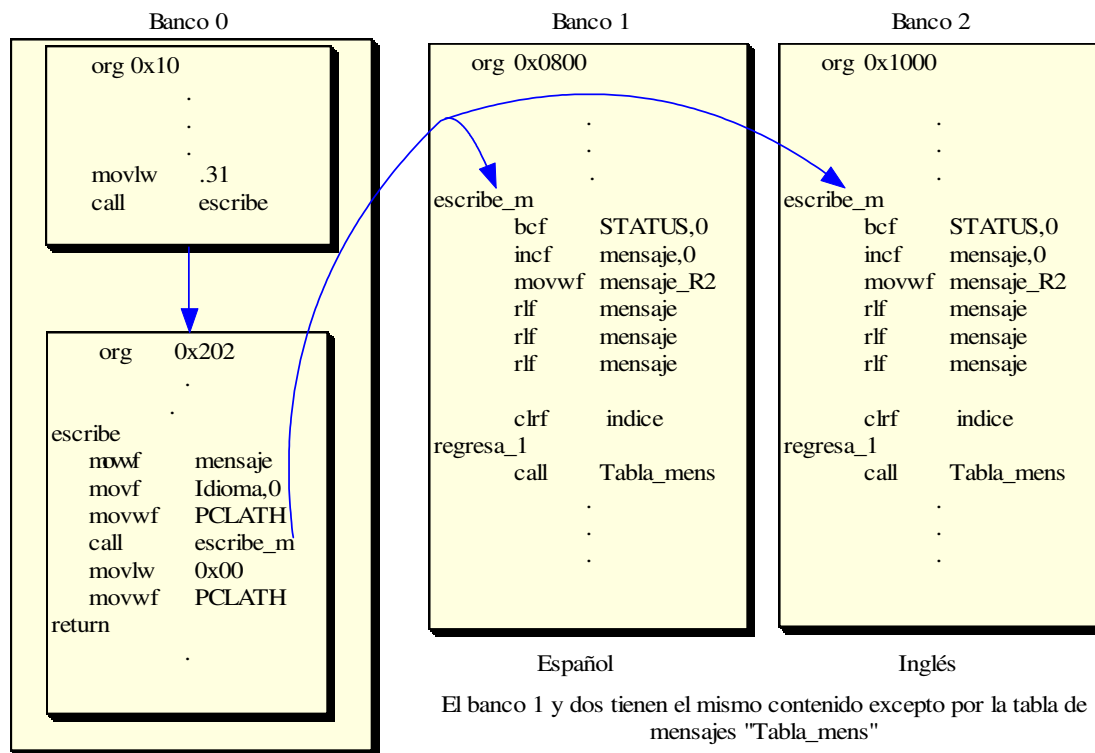 Banco 0
org 0x10
.
.
.
movlw .31
call escribe
org 0x202
.
.
escribe
movwf mensaje
movf Idioma,0
movwf PCLATH
call escribe_m
movlw 0x00
movwf PCLATH
return
.
Banco 1
org 0x0800
.
.
.
escribe_m
bcf STATUS,0
incf mensaje,0
movwf mensaje_R2
rlf mensaje
rlf mensaje
rlf mensaje
clrf indice
regresa_1
call Tabla_mens
.
.
.
Español
Banco 2
org 0x1000
.
.
.
escribe_m
bcf STATUS,0
incf mensaje,0
movwf mensaje_R2
rlf mensaje
rlf mensaje
rlf mensaje
clrf indice
regresa_1
call Tabla_mens
.
.
.
Inglés
El banco 1 y dos tienen el mismo contenido excepto por la tabla de
mensajes "Tabla_mens"